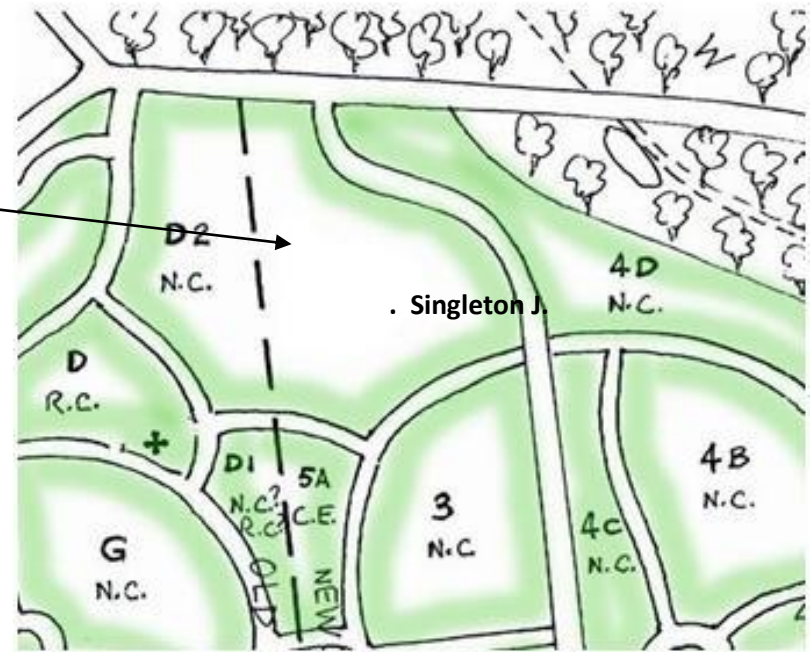 D2
N.C.
. Singleton J.
4D
N.C.
D
R.C.
D1
N.C.?
R.C.?
5A
C.E.
3
N.C.
4C
N.C.
4B
N.C.
G
N.C.
OLD
NEW